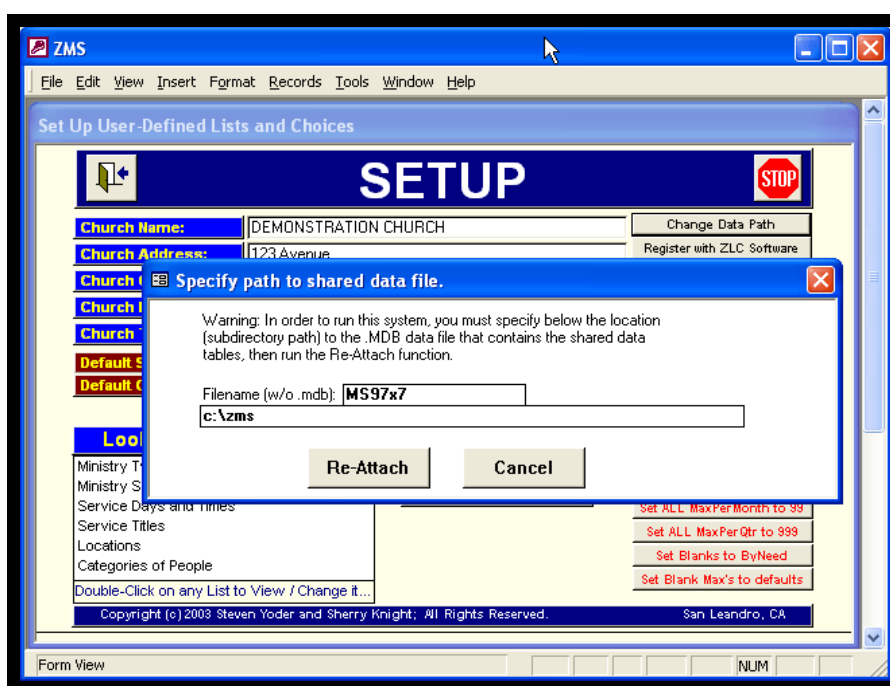 ZMS
File Edit View Insert Format Records Tools Window Help
Set Up User-Defined Lists and Choices
SETUP
STOP
Church Name: DEMONSTRATION CHURCH
Change Data Path
Church Address: 123 Avenue
Register with ZLC Software
Church
Specify path to shared data file.
Church
Church
Default
Default
Warning: In order to run this system, you must specify below the location
(subdirectory path) to the .MDB data file that contains the shared data
tables, then run the Re-Attach function.
Filename (w/o .mdb): MS97x7
c:\zms
Re-Attach Cancel
Ministry
Ministry
Service Days and Times
Set ALL MaxPerMonth to 99
Service Titles
Set ALL MaxPerQtr to 999
Locations
Set Blanks to ByNeed
Categories of People
Set Blank Max's to defaults
Double-Click on any List to View / Change it...
Copyright (c) 2003 Steven Yoder and Sherry Knight; All Rights Reserved. San Leandro, CA
Form View NUM